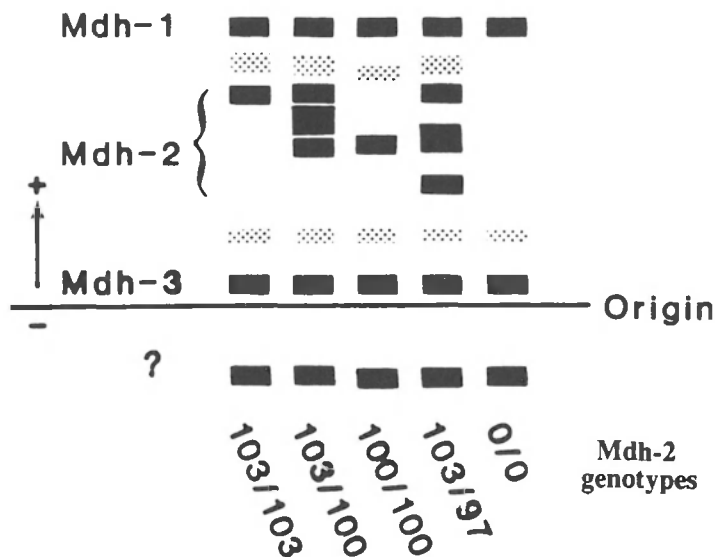 Mdh-1
Mdh-2
+
Mdh-3
Origin
−
?
103/103
103/100
100/100
103/97
0/0
Mdh-2
genotypes